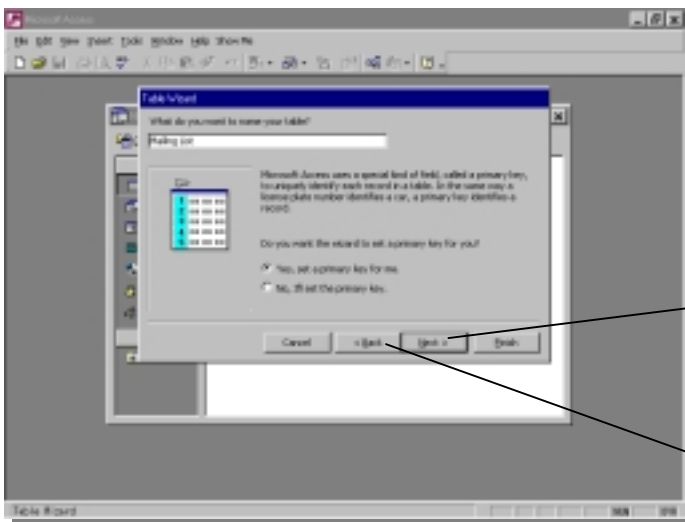 Microsoft Access
File Edit View Insert Tools Window Help Show Me
Table Wizard
What do you want to name your table?
Mailing List
Microsoft Access uses a special kind of field, called a primary key,
to uniquely identify each record in a table. In the same way a
license plate number identifies a car, a primary key identifies a
record.
Do you want the wizard to set a primary key for you?
Yes, set a primary key for me.
No, I'll set the primary key.
Cancel
< Back
Next >
Finish
Table Wizard
NUM